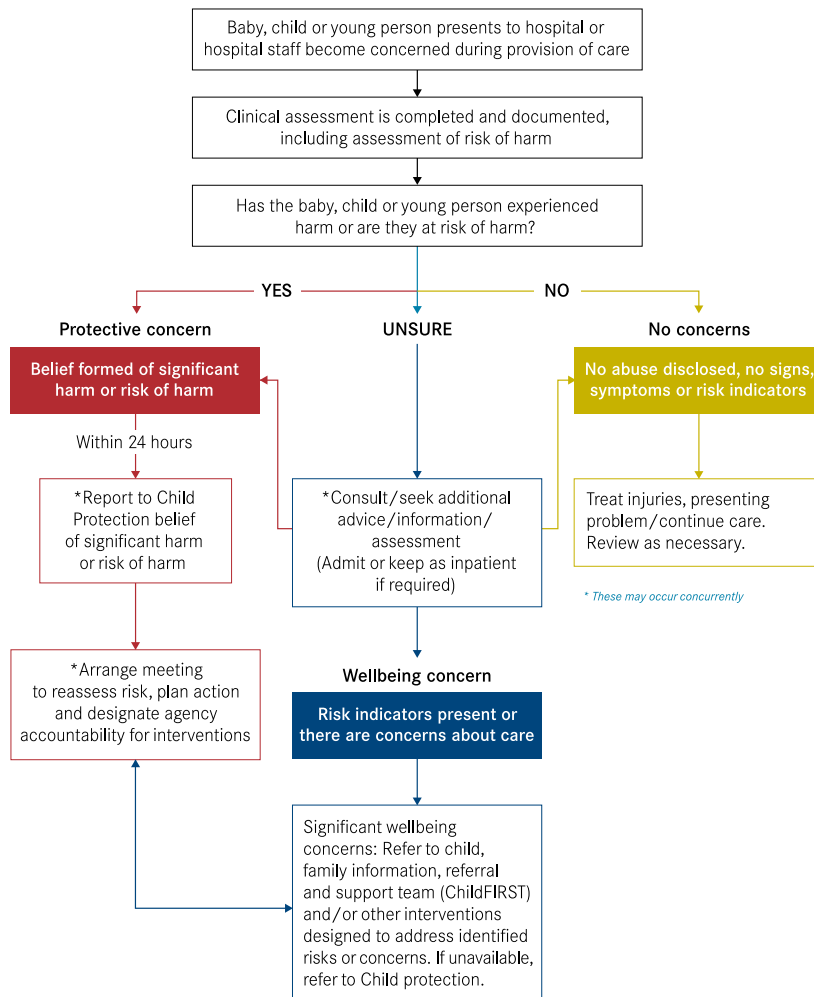 Baby, child or young person presents to hospital or
hospital staff become concerned during provision of care
Clinical assessment is completed and documented,
including assessment of risk of harm
Has the baby, child or young person experienced
harm or are they at risk of harm?
YES
NO
Protective concern
UNSURE
No concerns
Belief formed of significant
harm or risk of harm
No abuse disclosed, no signs,
symptoms or risk indicators
Within 24 hours
*Report to Child
Protection belief
of significant harm
or risk of harm
*Consult/seek additional
advice/information/
assessment
(Admit or keep as inpatient
if required)
Treat injuries, presenting
problem/continue care.
Review as necessary.
* These may occur concurrently
*Arrange meeting
to reassess risk, plan action
and designate agency
accountability for interventions
Wellbeing concern
Risk indicators present or
there are concerns about care
Significant wellbeing
concerns: Refer to child,
family information, referral
and support team (ChildFIRST)
and/or other interventions
designed to address identified
risks or concerns. If unavailable,
refer to Child protection.